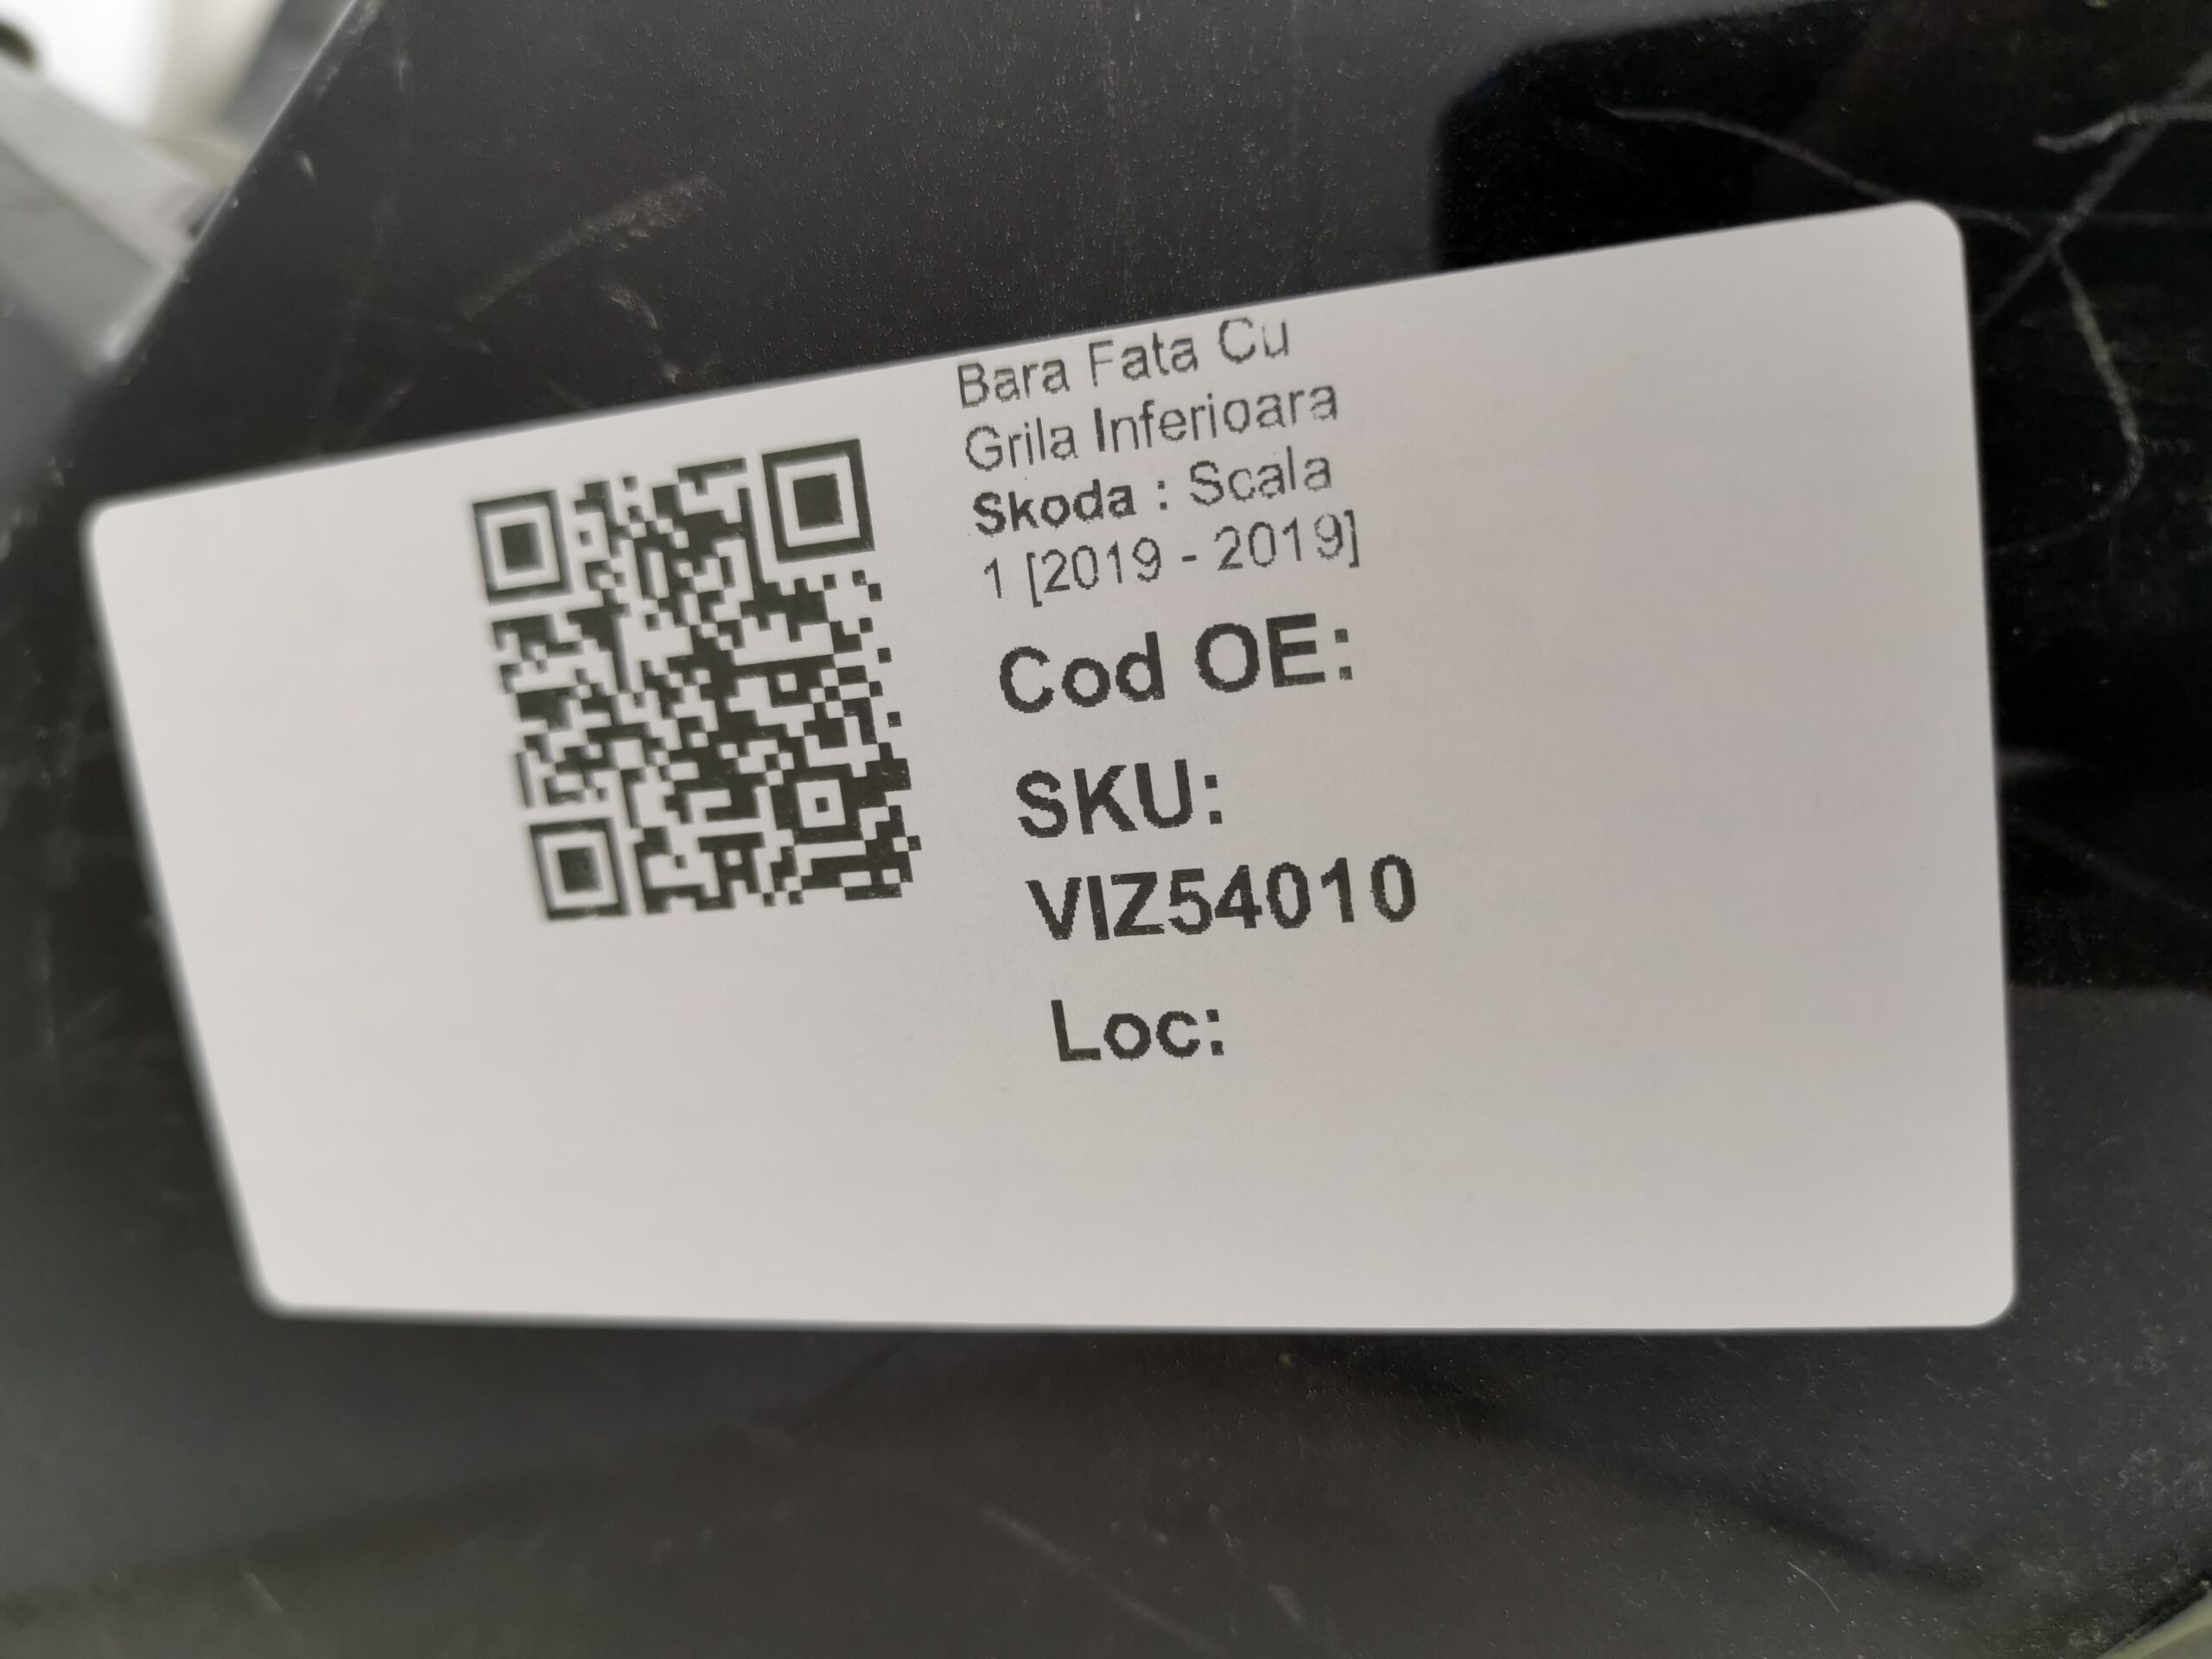 Bara Fata Cu
Grila Inferioara
Skoda : Scala
1 [2019 - 2019]
Cod OE:
SKU:
VIZ54010
Loc: